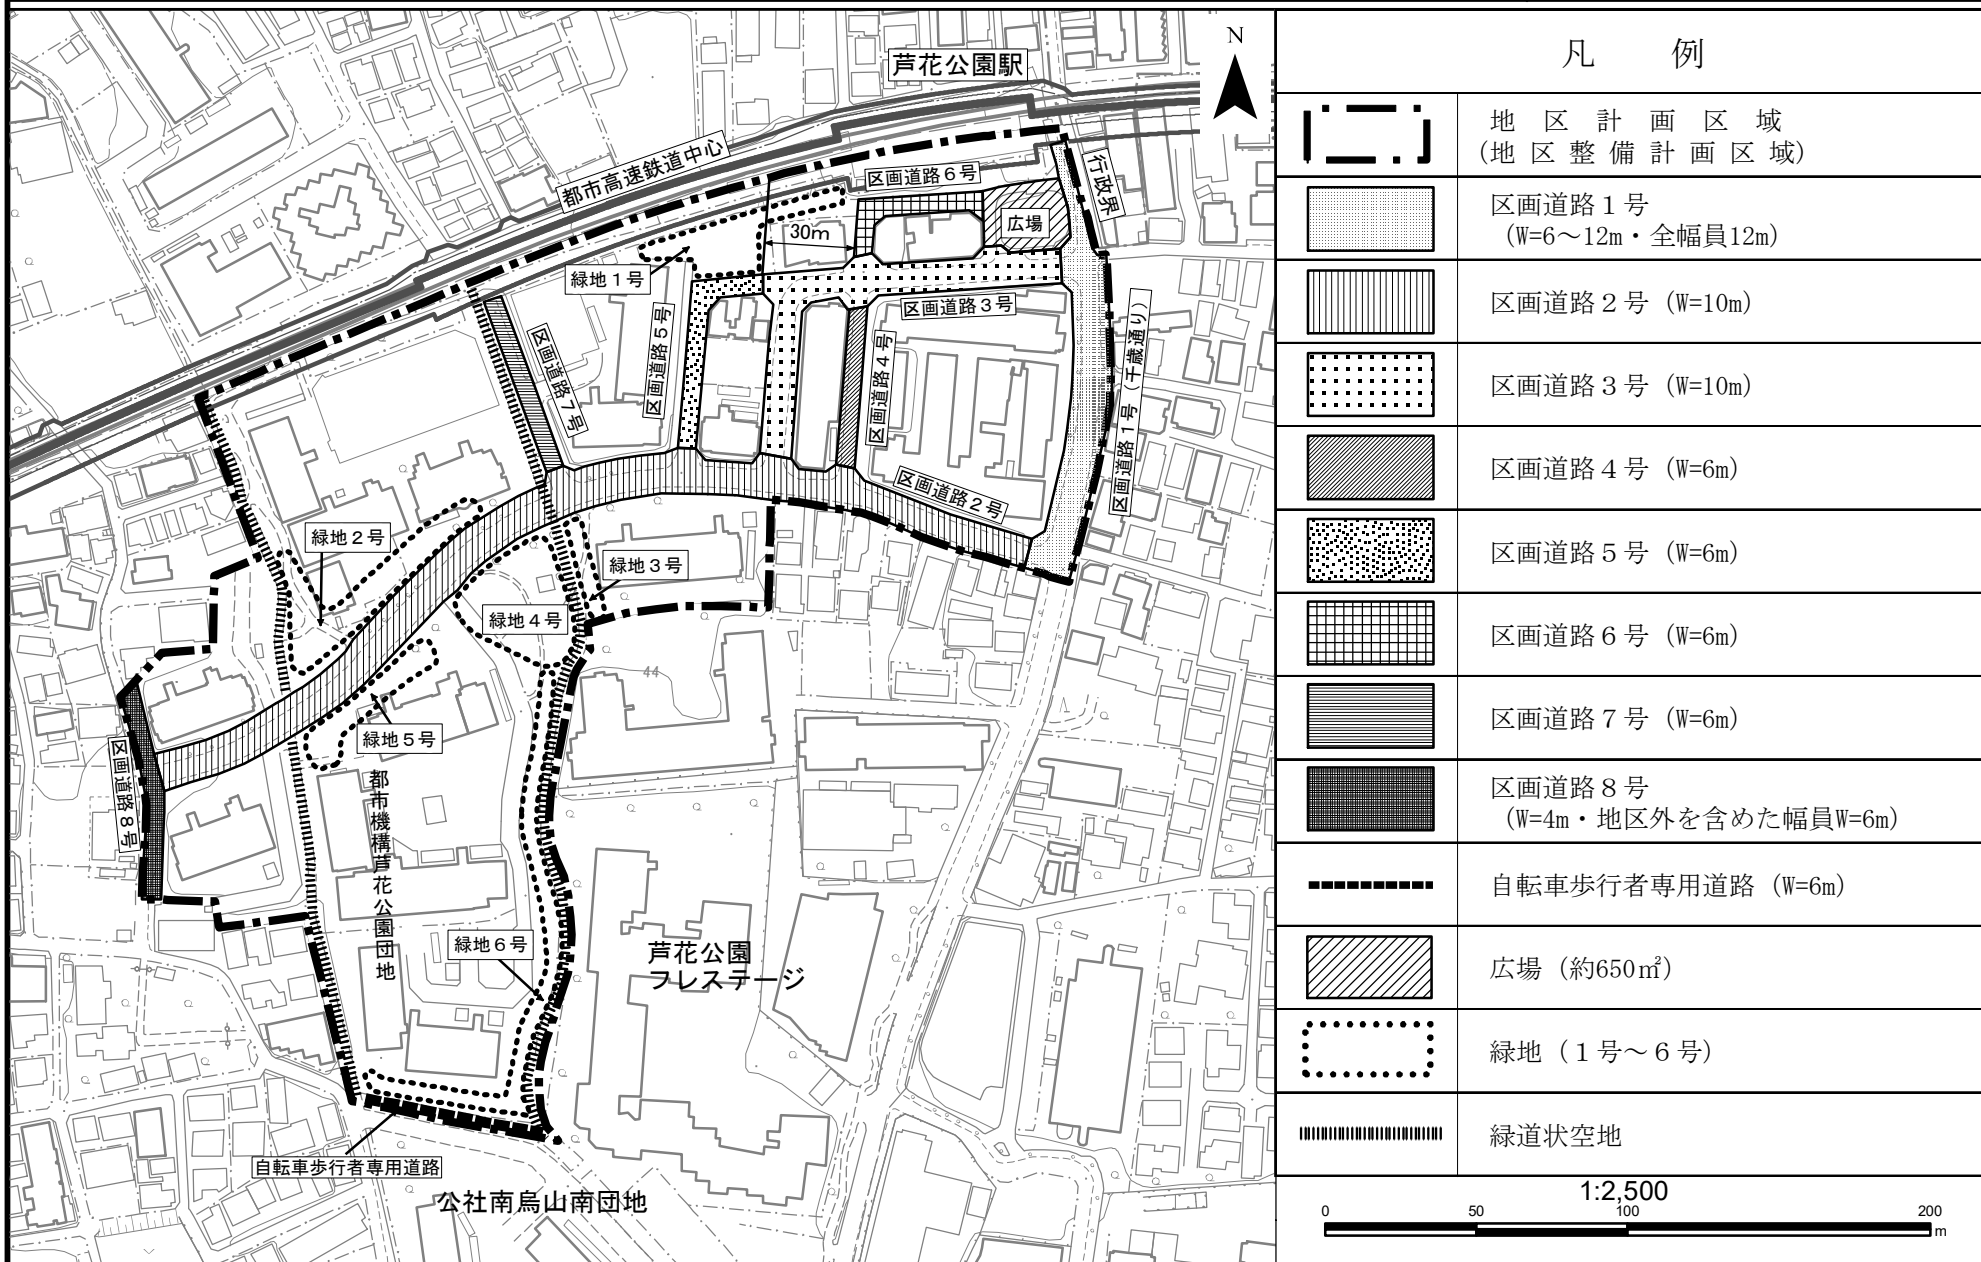 芦花公園駅
N
都市高速鉄道中心
行政界
区画道路6号
広場
30m
緑地1号
区画道路3号
区画道路5号
区画道路4号
区画道路7号
区画道路1号(千歳通り)
区画道路2号
緑地2号
緑地3号
緑地4号
44
緑地5号
区画道路8号
都市機構芦花公園団地
緑地6号
芦花公園
フレステージ
自転車歩行者専用道路
公社南烏山南団地
凡 例
地区計画区域
(地区整備計画区域)
区画道路1号
(W=6~12m・全幅員12m)
区画道路2号 (W=10m)
区画道路3号 (W=10m)
区画道路4号 (W=6m)
区画道路5号 (W=6m)
区画道路6号 (W=6m)
区画道路7号 (W=6m)
区画道路8号
(W=4m・地区外を含めた幅員W=6m)
自転車歩行者専用道路 (W=6m)
広場 (約650㎡)
緑地 (1号~6号)
緑道状空地
1:2,500
0 50 100 200
m